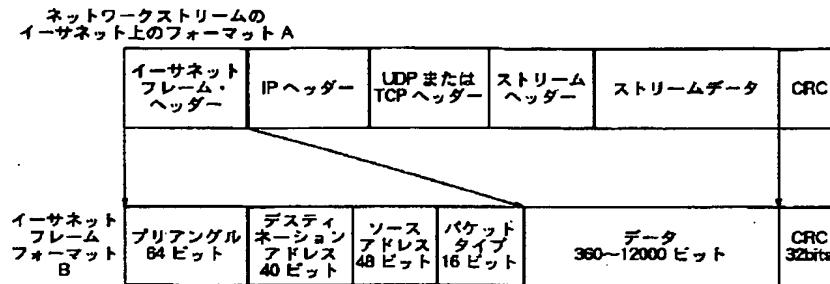 ネットワークストリームの
イーサネット上のフォーマットA
イーサネット
フレーム・
ヘッダー
IPヘッダー
UDPまたは
TCPヘッダー
ストリーム
ヘッダー
ストリームデータ
CRC
イーサネット
フレーム
フォーマット
B
プリアングル
64ビット
デスティ
ネーション
アドレス
40ビット
ソース
アドレス
48ビット
パケット
タイプ
16ビット
データ
360〜12000ビット
CRC
32bits